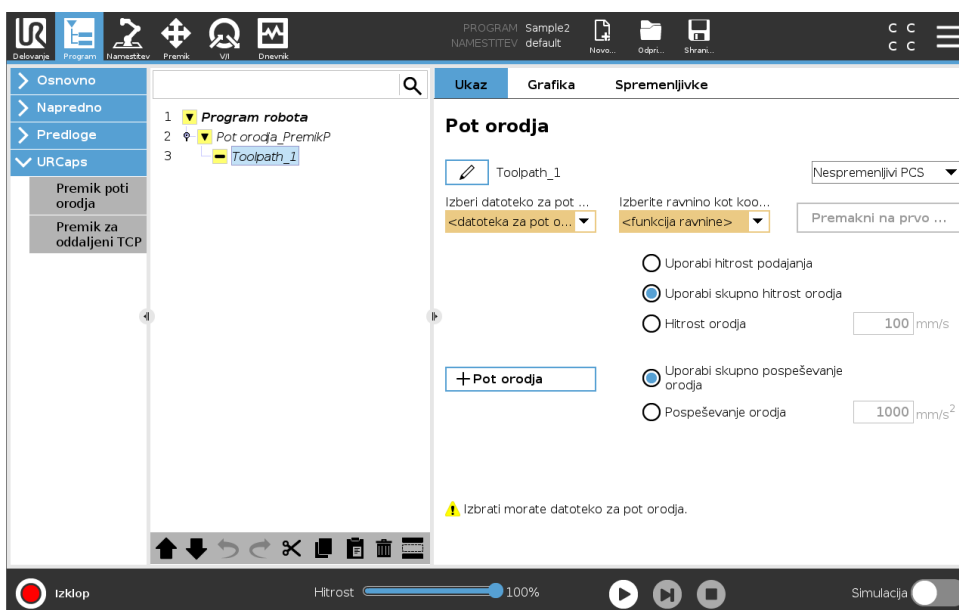 PROGRAM Sample2
NAMESTITEV default
Delovanje
Program
Namestitev
Premik
V/I
Dnevnik
Novo...
Odpri...
Shrani...
C C
C C
Osnovno
Napredno
Predloge
URCaps
Premik poti
orodja
Premik za
oddaljeni TCP
1 Program robota
2 Pot orodja_PremikP
3 Toolpath_1
Ukaz
Grafika
Spremenljivke
Pot orodja
Toolpath_1
Nespremenljivi PCS
Izberi datoteko za pot ...
Izberite ravnino kot koo...
<datoteka za pot o...
<funkcija ravnine>
Premakni na prvo ...
Uporabi hitrost podajanja
Uporabi skupno hitrost orodja
Hitrost orodja 100 mm/s
+ Pot orodja
Uporabi skupno pospeševanje
orodja
Pospeševanje orodja 1000 mm/s²
Izbrati morate datoteko za pot orodja.
Izklop
Hitrost 100%
Simulacija